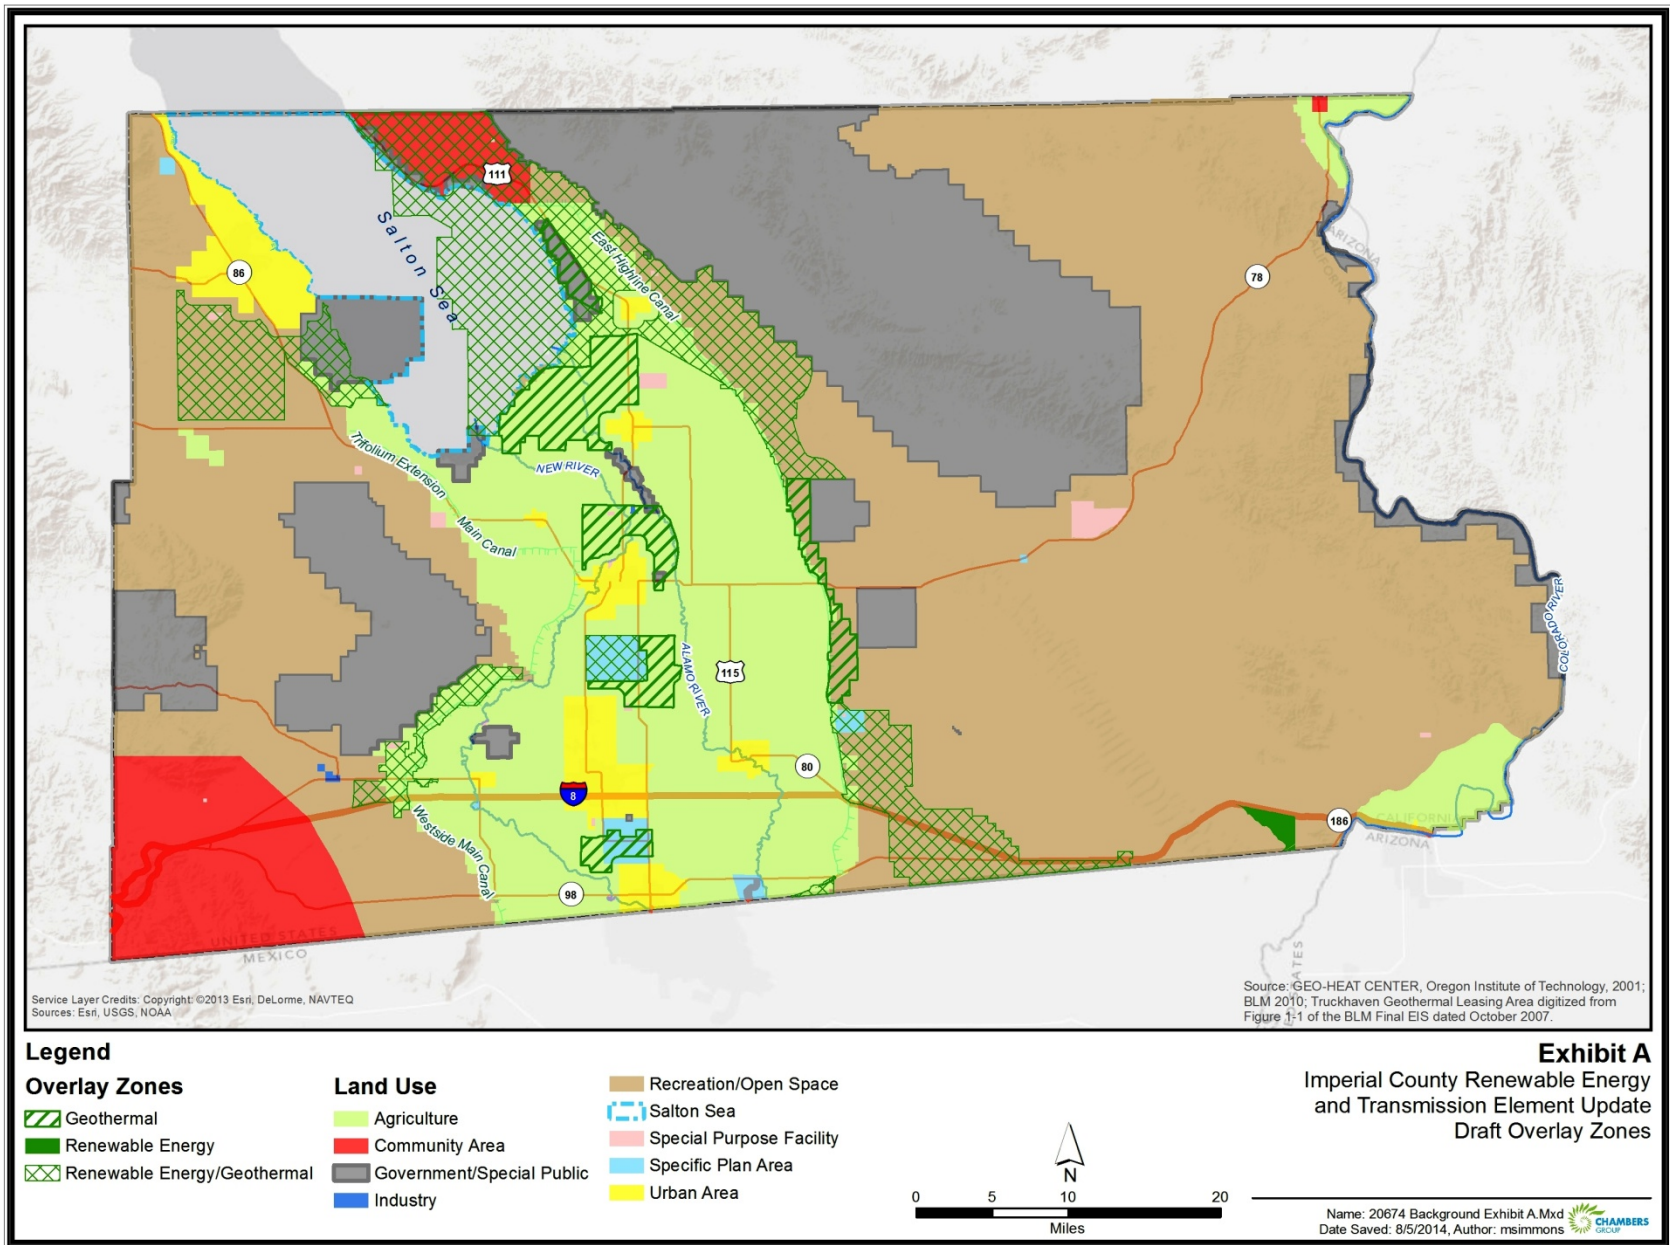 111
Salton Sea
East Highline Canal
86
78
ARIZONA
Trifolium Extension
NEW RIVER
Main Canal
COLORADO RIVER
ALAMO RIVER
115
80
8
Westside Main Canal
186
CALIFORNIA
ARIZONA
98
UNITED STATES
MEXICO
Service Layer Credits: Copyright: ©2013 Esri, DeLorme, NAVTEQ
Sources: Esri, USGS, NOAA
Source: GEO-HEAT CENTER, Oregon Institute of Technology, 2001;
BLM 2010; Truckhaven Geothermal Leasing Area digitized from
Figure 1-1 of the BLM Final EIS dated October 2007.
Legend
Overlay Zones
Geothermal
Renewable Energy
Renewable Energy/Geothermal
Land Use
Agriculture
Community Area
Government/Special Public
Industry
Recreation/Open Space
Salton Sea
Special Purpose Facility
Specific Plan Area
Urban Area
N
0 5 10 20
Miles
Exhibit A
Imperial County Renewable Energy
and Transmission Element Update
Draft Overlay Zones
Name: 20674 Background Exhibit A.Mxd
Date Saved: 8/5/2014, Author: msimmons
CHAMBERS
GROUP